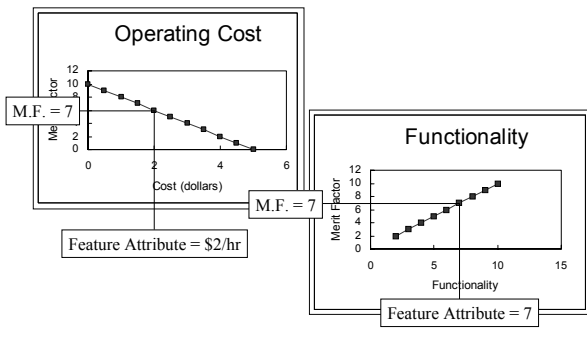 Operating Cost
12
10
8
6
4
2
0
M.F. = 7
0 2 4 6
Cost (dollars)
Feature Attribute = $2/hr
Functionality
12
10
8
6
4
2
0
Merit Factor
M.F. = 7
0 5 10 15
Functionality
Feature Attribute = 7